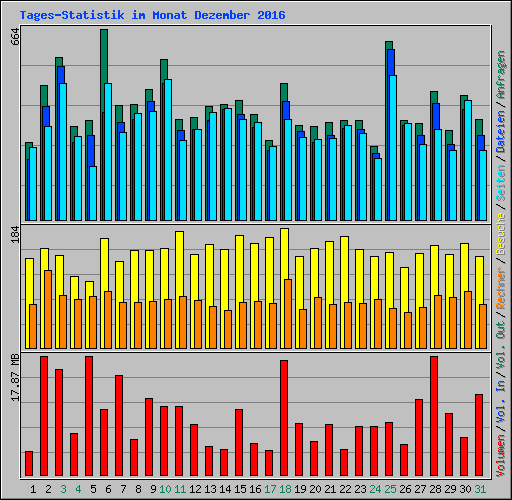 Tages-Statistik im Monat Dezember 2016
664
184
17.87 MB
Volumen / Vol. In / Vol. Out / Rechner / Besuche / Seiten / Dateien / Anfragen
1 2 3 4 5 6 7 8 9 10 11 12 13 14 15 16 17 18 19 20 21 22 23 24 25 26 27 28 29 30 31